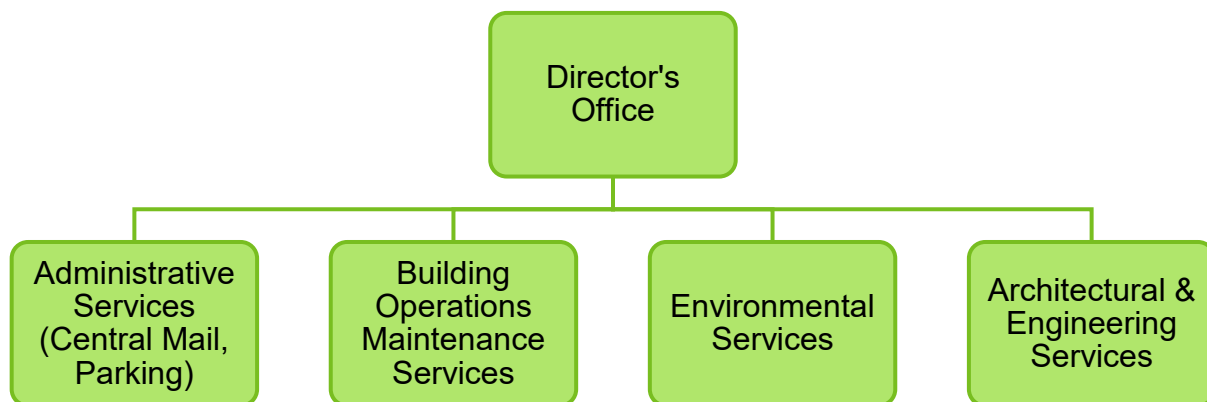 Director's
Office
Administrative
Services
(Central Mail,
Parking)
Building
Operations
Maintenance
Services
Environmental
Services
Architectural &
Engineering
Services